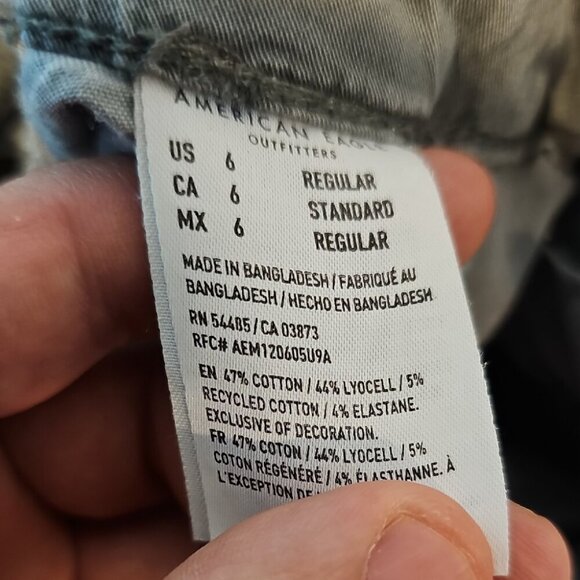 AMERICAN EAGLE
OUTFITTERS
US 6 REGULAR
CA 6 STANDARD
MX 6 REGULAR
MADE IN BANGLADESH / FABRIQUÉ AU
BANGLADESH / HECHO EN BANGLADESH
RN 54485 / CA 03873
RFC# AEM120605U9A
EN 47% COTTON / 44% LYOCELL / 5%
RECYCLED COTTON / 4% ELASTANE.
EXCLUSIVE OF DECORATION.
FR 47% COTON / 44% LYOCELL / 5%
COTON RÉGÉNÉRÉ / 4% ÉLASTHANNE. À
L'EXCEPTION DE